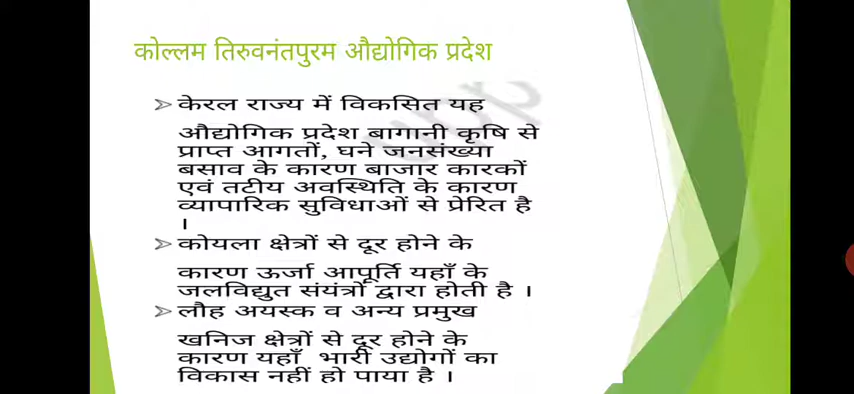 कोल्लम तिरुवनंतपुरम औद्योगिक प्रदेश
➢ केरल राज्य में विकसित यह
औद्योगिक प्रदेश बागानी कृषि से
प्राप्त आगतों, घने जनसंख्या
बसाव के कारण बाजार कारकों
एवं तटीय अवस्थिति के कारण
व्यापारिक सुविधाओं से प्रेरित है
।
➢ कोयला क्षेत्रों से दूर होने के
कारण ऊर्जा आपूर्ति यहाँ के
जलविद्युत संयंत्रों द्वारा होती है ।
➢ लौह अयस्क व अन्य प्रमुख
खनिज क्षेत्रों से दूर होने के
कारण यहाँ भारी उद्योगों का
विकास नहीं हो पाया है ।